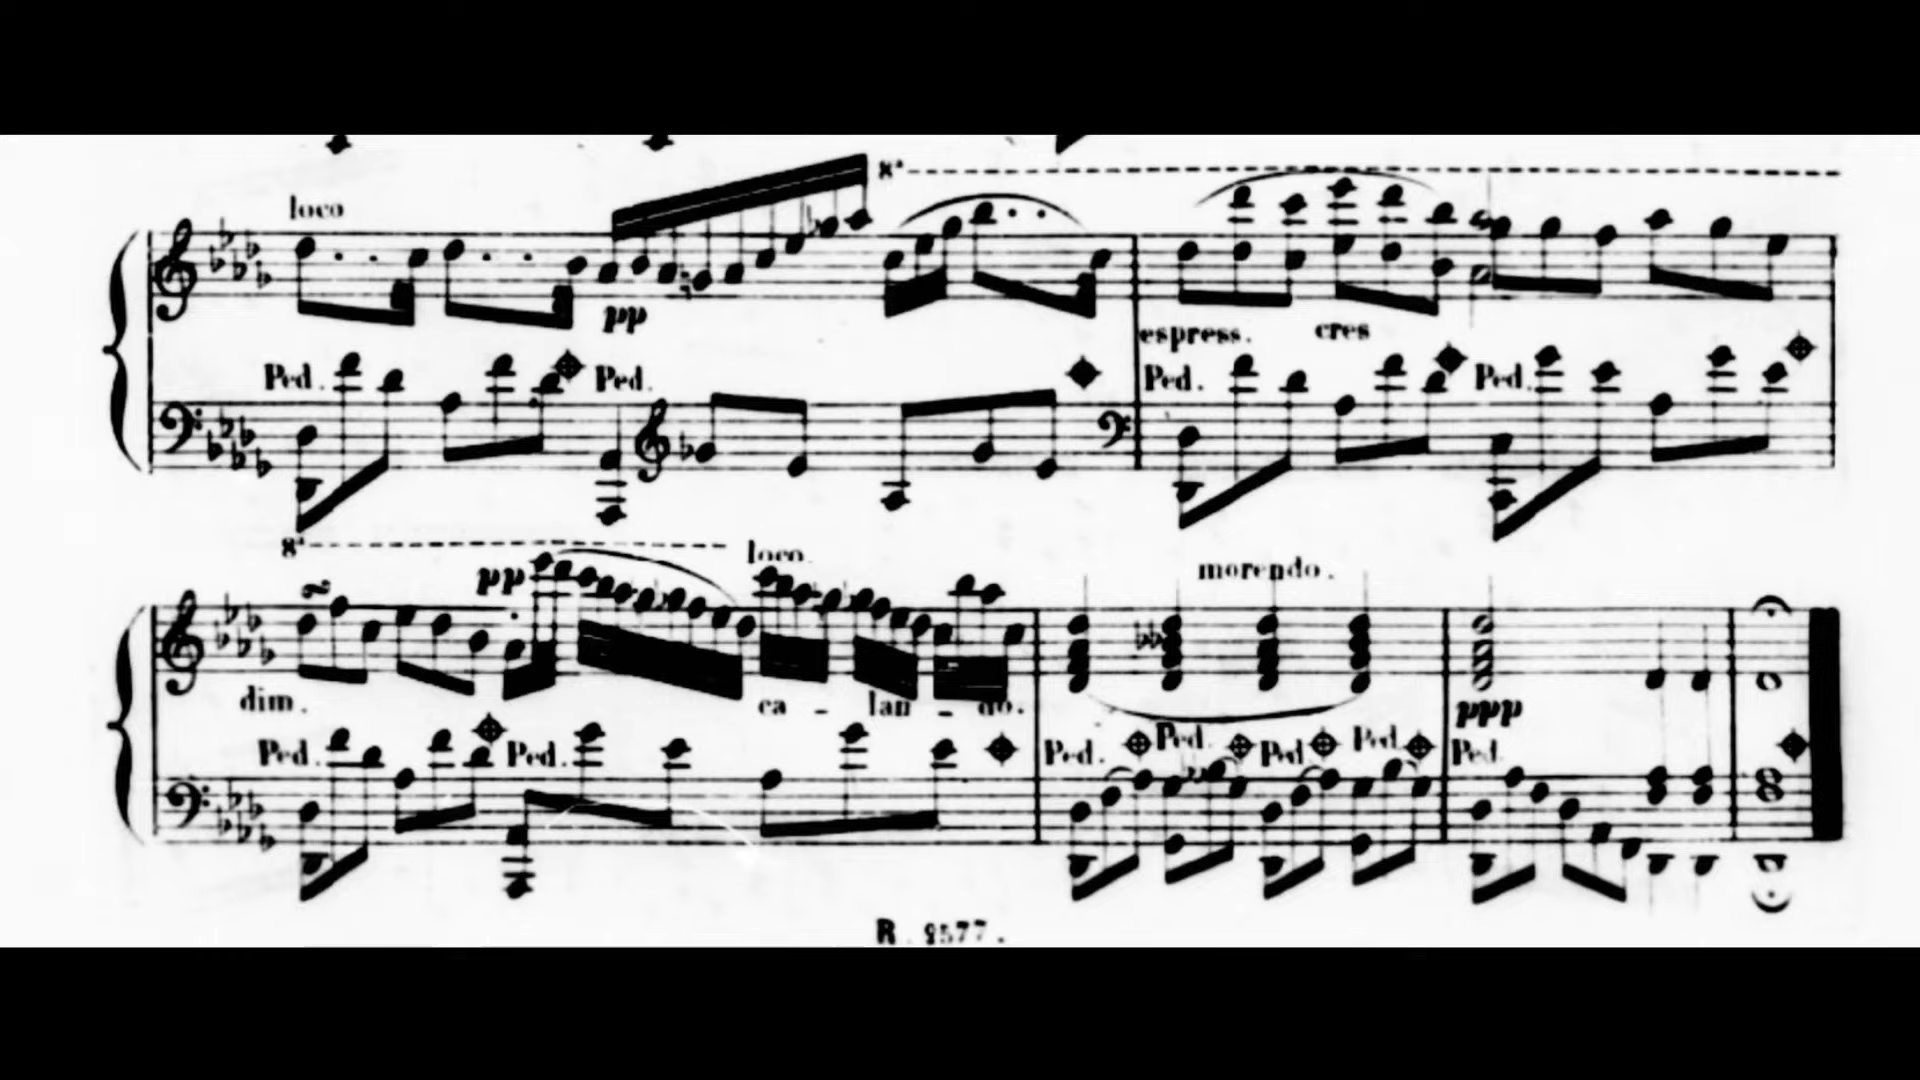 8ª
loco
pp
espress. cres
Ped. Ped. Ped. Ped.
8ª loco.
pp morendo.
dim. ca - lan - do. ppp
Ped. Ped. Ped. Ped. Ped. Ped. Ped.
R. 2577.